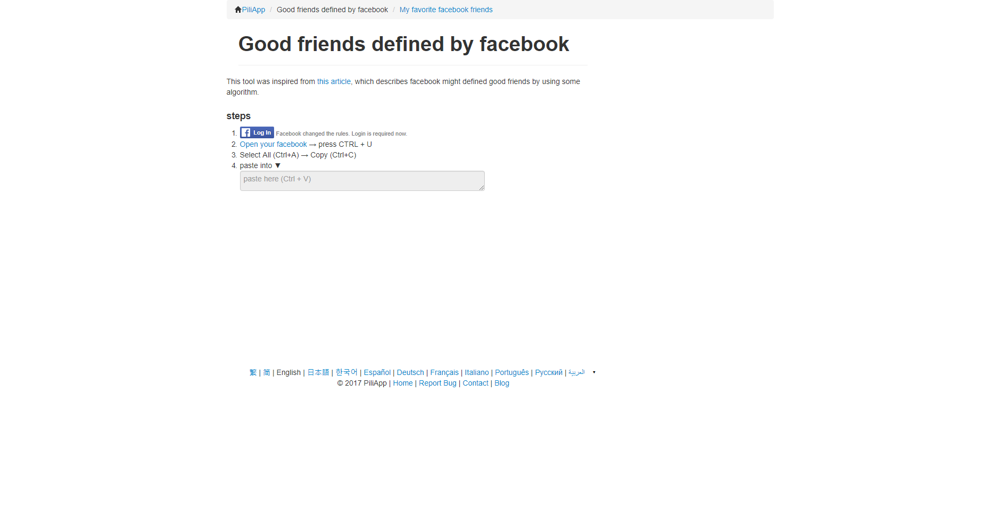 PiliApp / Good friends defined by facebook / My favorite facebook friends
Good friends defined by facebook
This tool was inspired from this article, which describes facebook might defined good friends by using some
algorithm.
steps
1. Log In Facebook changed the rules. Login is required now.
2. Open your facebook → press CTRL + U
3. Select All (Ctrl+A) → Copy (Ctrl+C)
4. paste into ▼
paste here (Ctrl + V)
繁 | 简 | English | 日本語 | 한국어 | Español | Deutsch | Français | Italiano | Português | Русский | العربية ▾
© 2017 PiliApp | Home | Report Bug | Contact | Blog